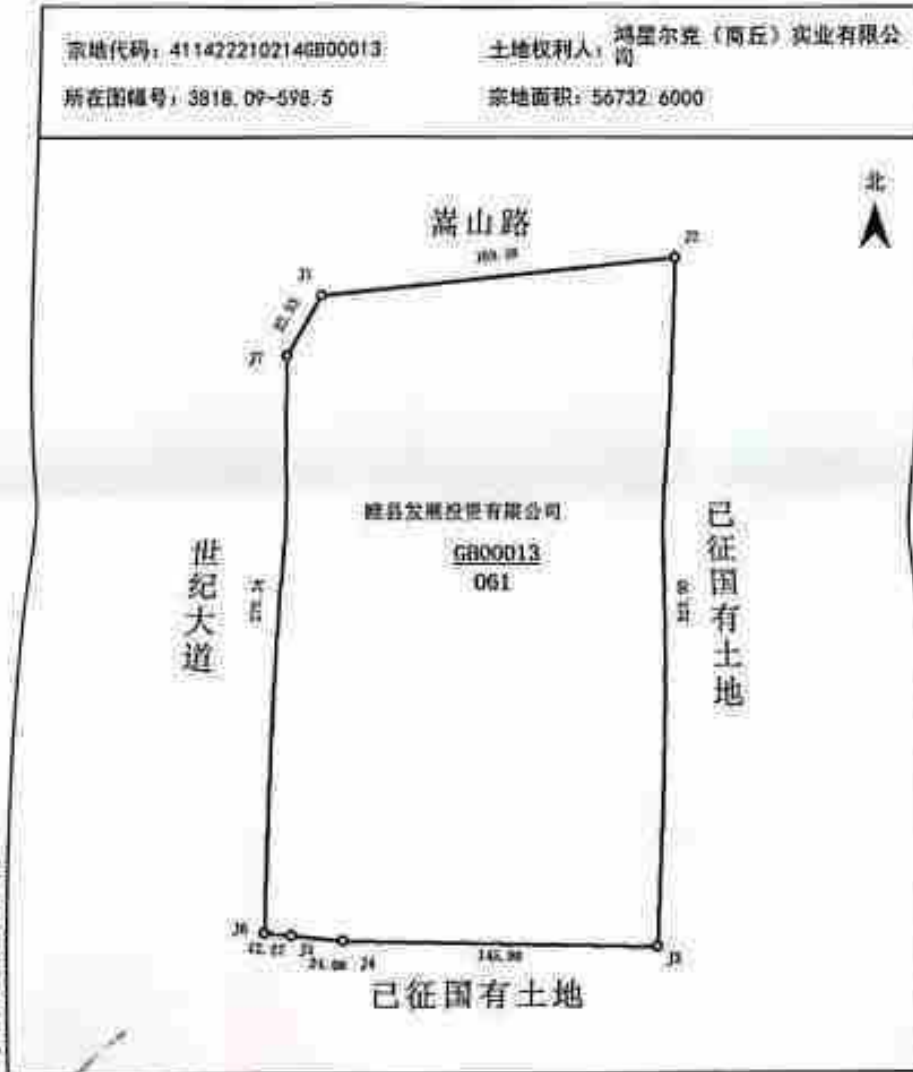 宗地代码：411422210214GB00013
土地权利人：鸿星尔克（商丘）实业有限公司
所在图幅号：3818.09-598.5
宗地面积：56732.6000
北
嵩山路
J2
J1
J7
睢县发展投资有限公司
GB00013
061
世纪大道
已征国有土地
J6
J5
24.08
J4
145.90
J3
已征国有土地